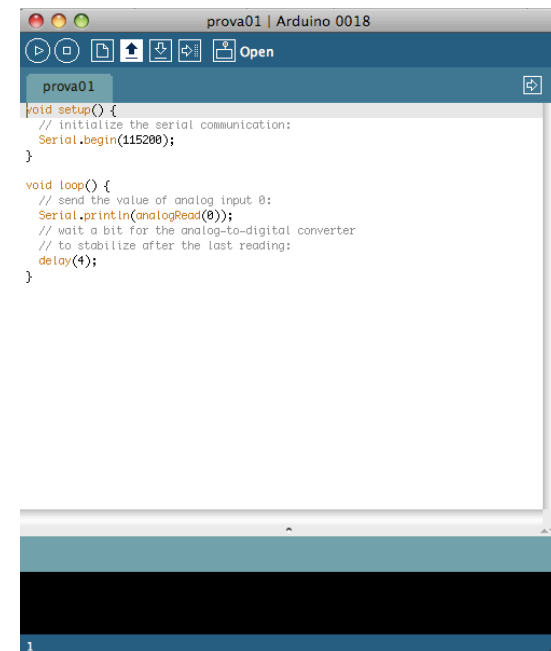 prova01 | Arduino 0018
Open
prova01
void setup() {
  // initialize the serial communication:
  Serial.begin(115200);
}
void loop() {
  // send the value of analog input 0:
  Serial.println(analogRead(0));
  // wait a bit for the analog-to-digital converter
  // to stabilize after the last reading:
  delay(4);
}
1